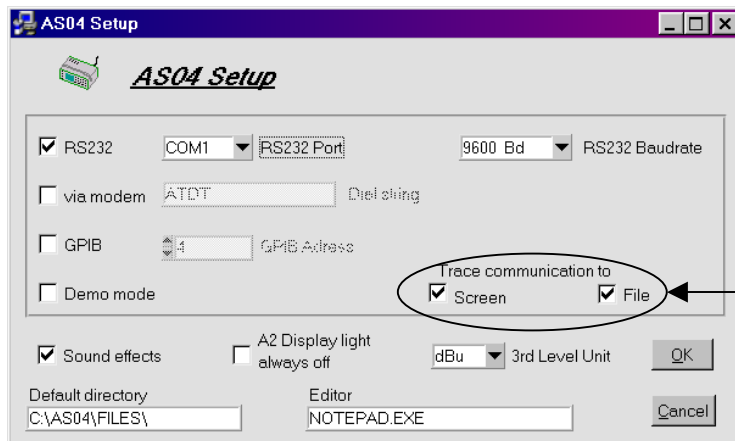 AS04 Setup
AS04 Setup
RS232 COM1 RS232 Port 9600 Bd RS232 Baudrate
via modem ATDT Dial string
GPIB 4 GPIB Adress
Trace communication to
Demo mode Screen File
Sound effects A2 Display light always off dBu 3rd Level Unit OK
Default directory Editor
C:\AS04\FILES\ NOTEPAD.EXE Cancel